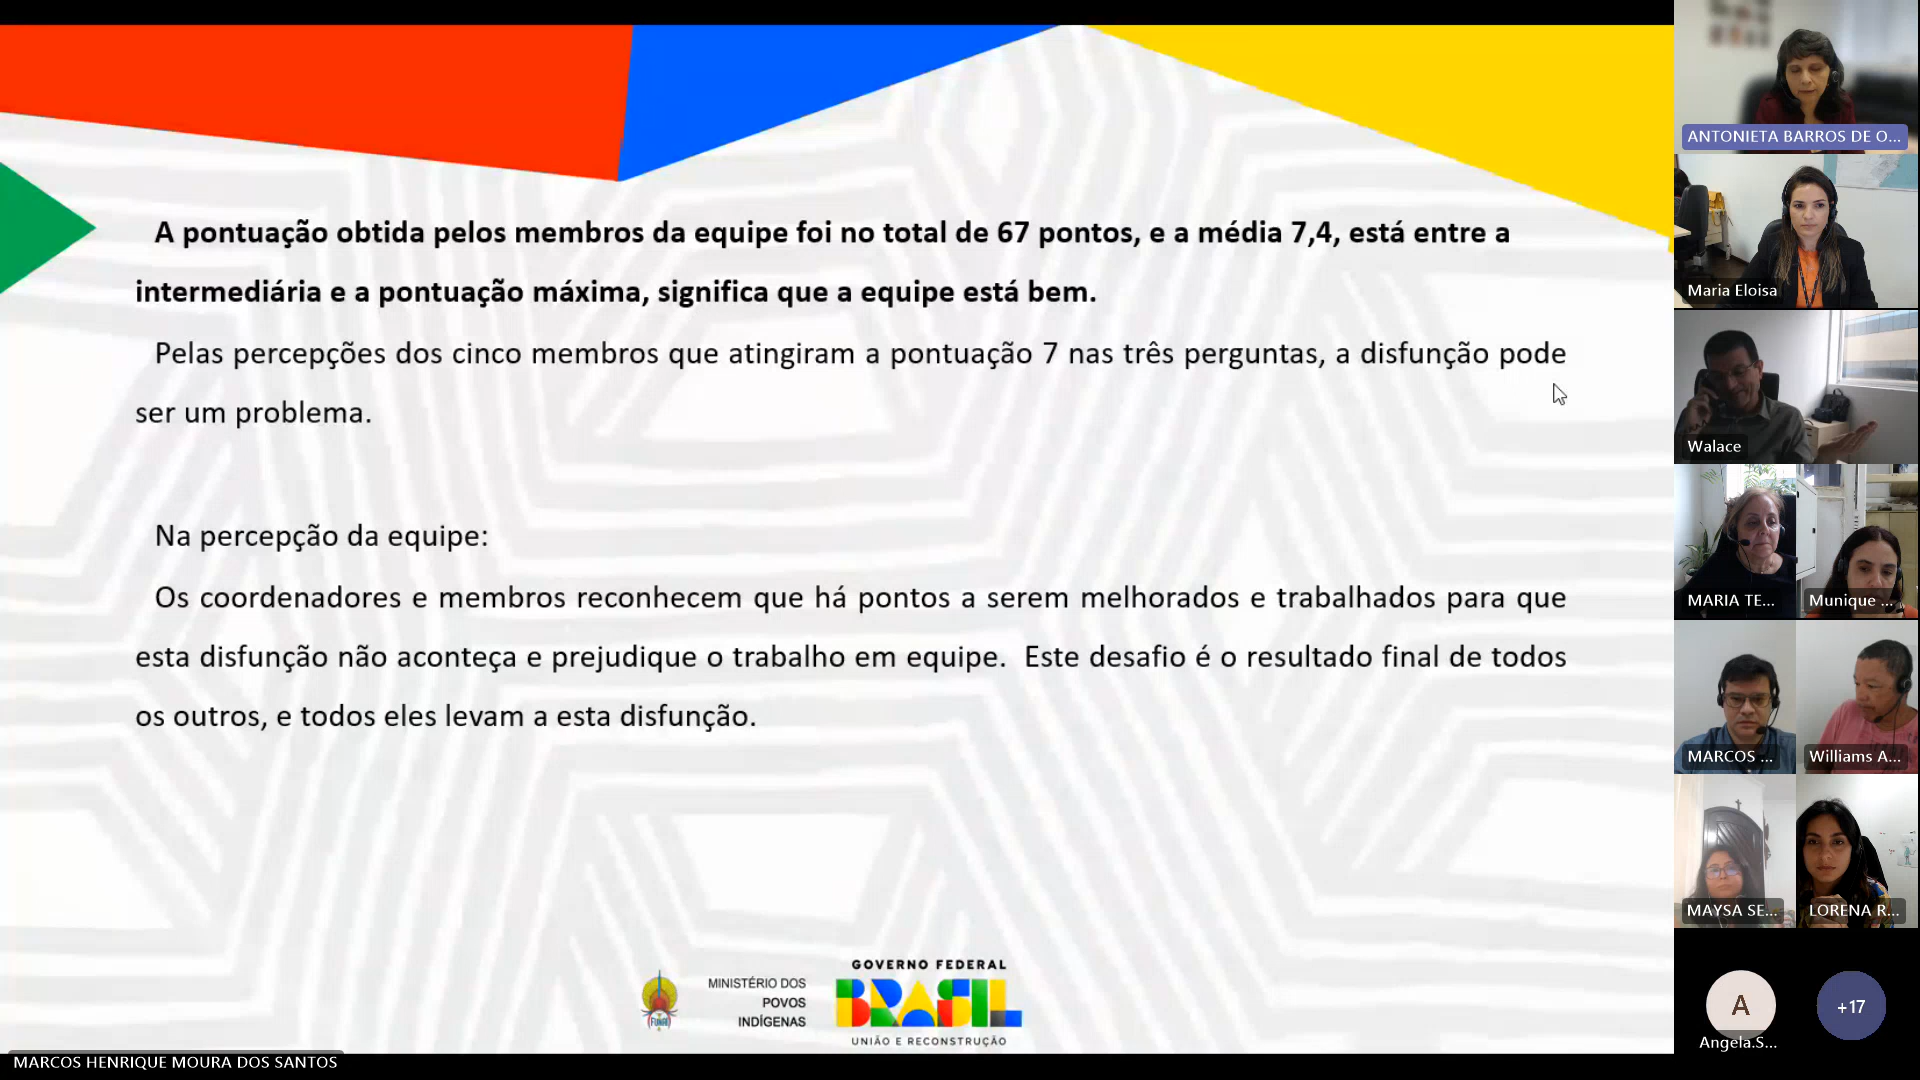 A pontuação obtida pelos membros da equipe foi no total de 67 pontos, e a média 7,4, está entre a
intermediária e a pontuação máxima, significa que a equipe está bem.
Pelas percepções dos cinco membros que atingiram a pontuação 7 nas três perguntas, a disfunção pode
ser um problema.
Na percepção da equipe:
Os coordenadores e membros reconhecem que há pontos a serem melhorados e trabalhados para que
esta disfunção não aconteça e prejudique o trabalho em equipe. Este desafio é o resultado final de todos
os outros, e todos eles levam a esta disfunção.
FUNAI
MINISTÉRIO DOS
POVOS
INDÍGENAS
GOVERNO FEDERAL
BRASIL
UNIÃO E RECONSTRUÇÃO
MARCOS HENRIQUE MOURA DOS SANTOS
ANTONIETA BARROS DE O...
Maria Eloisa
Walace
MARIA TE...
Munique ...
MARCOS ...
Williams A...
MAYSA SE...
LORENA R...
A
Angela.S...
+17